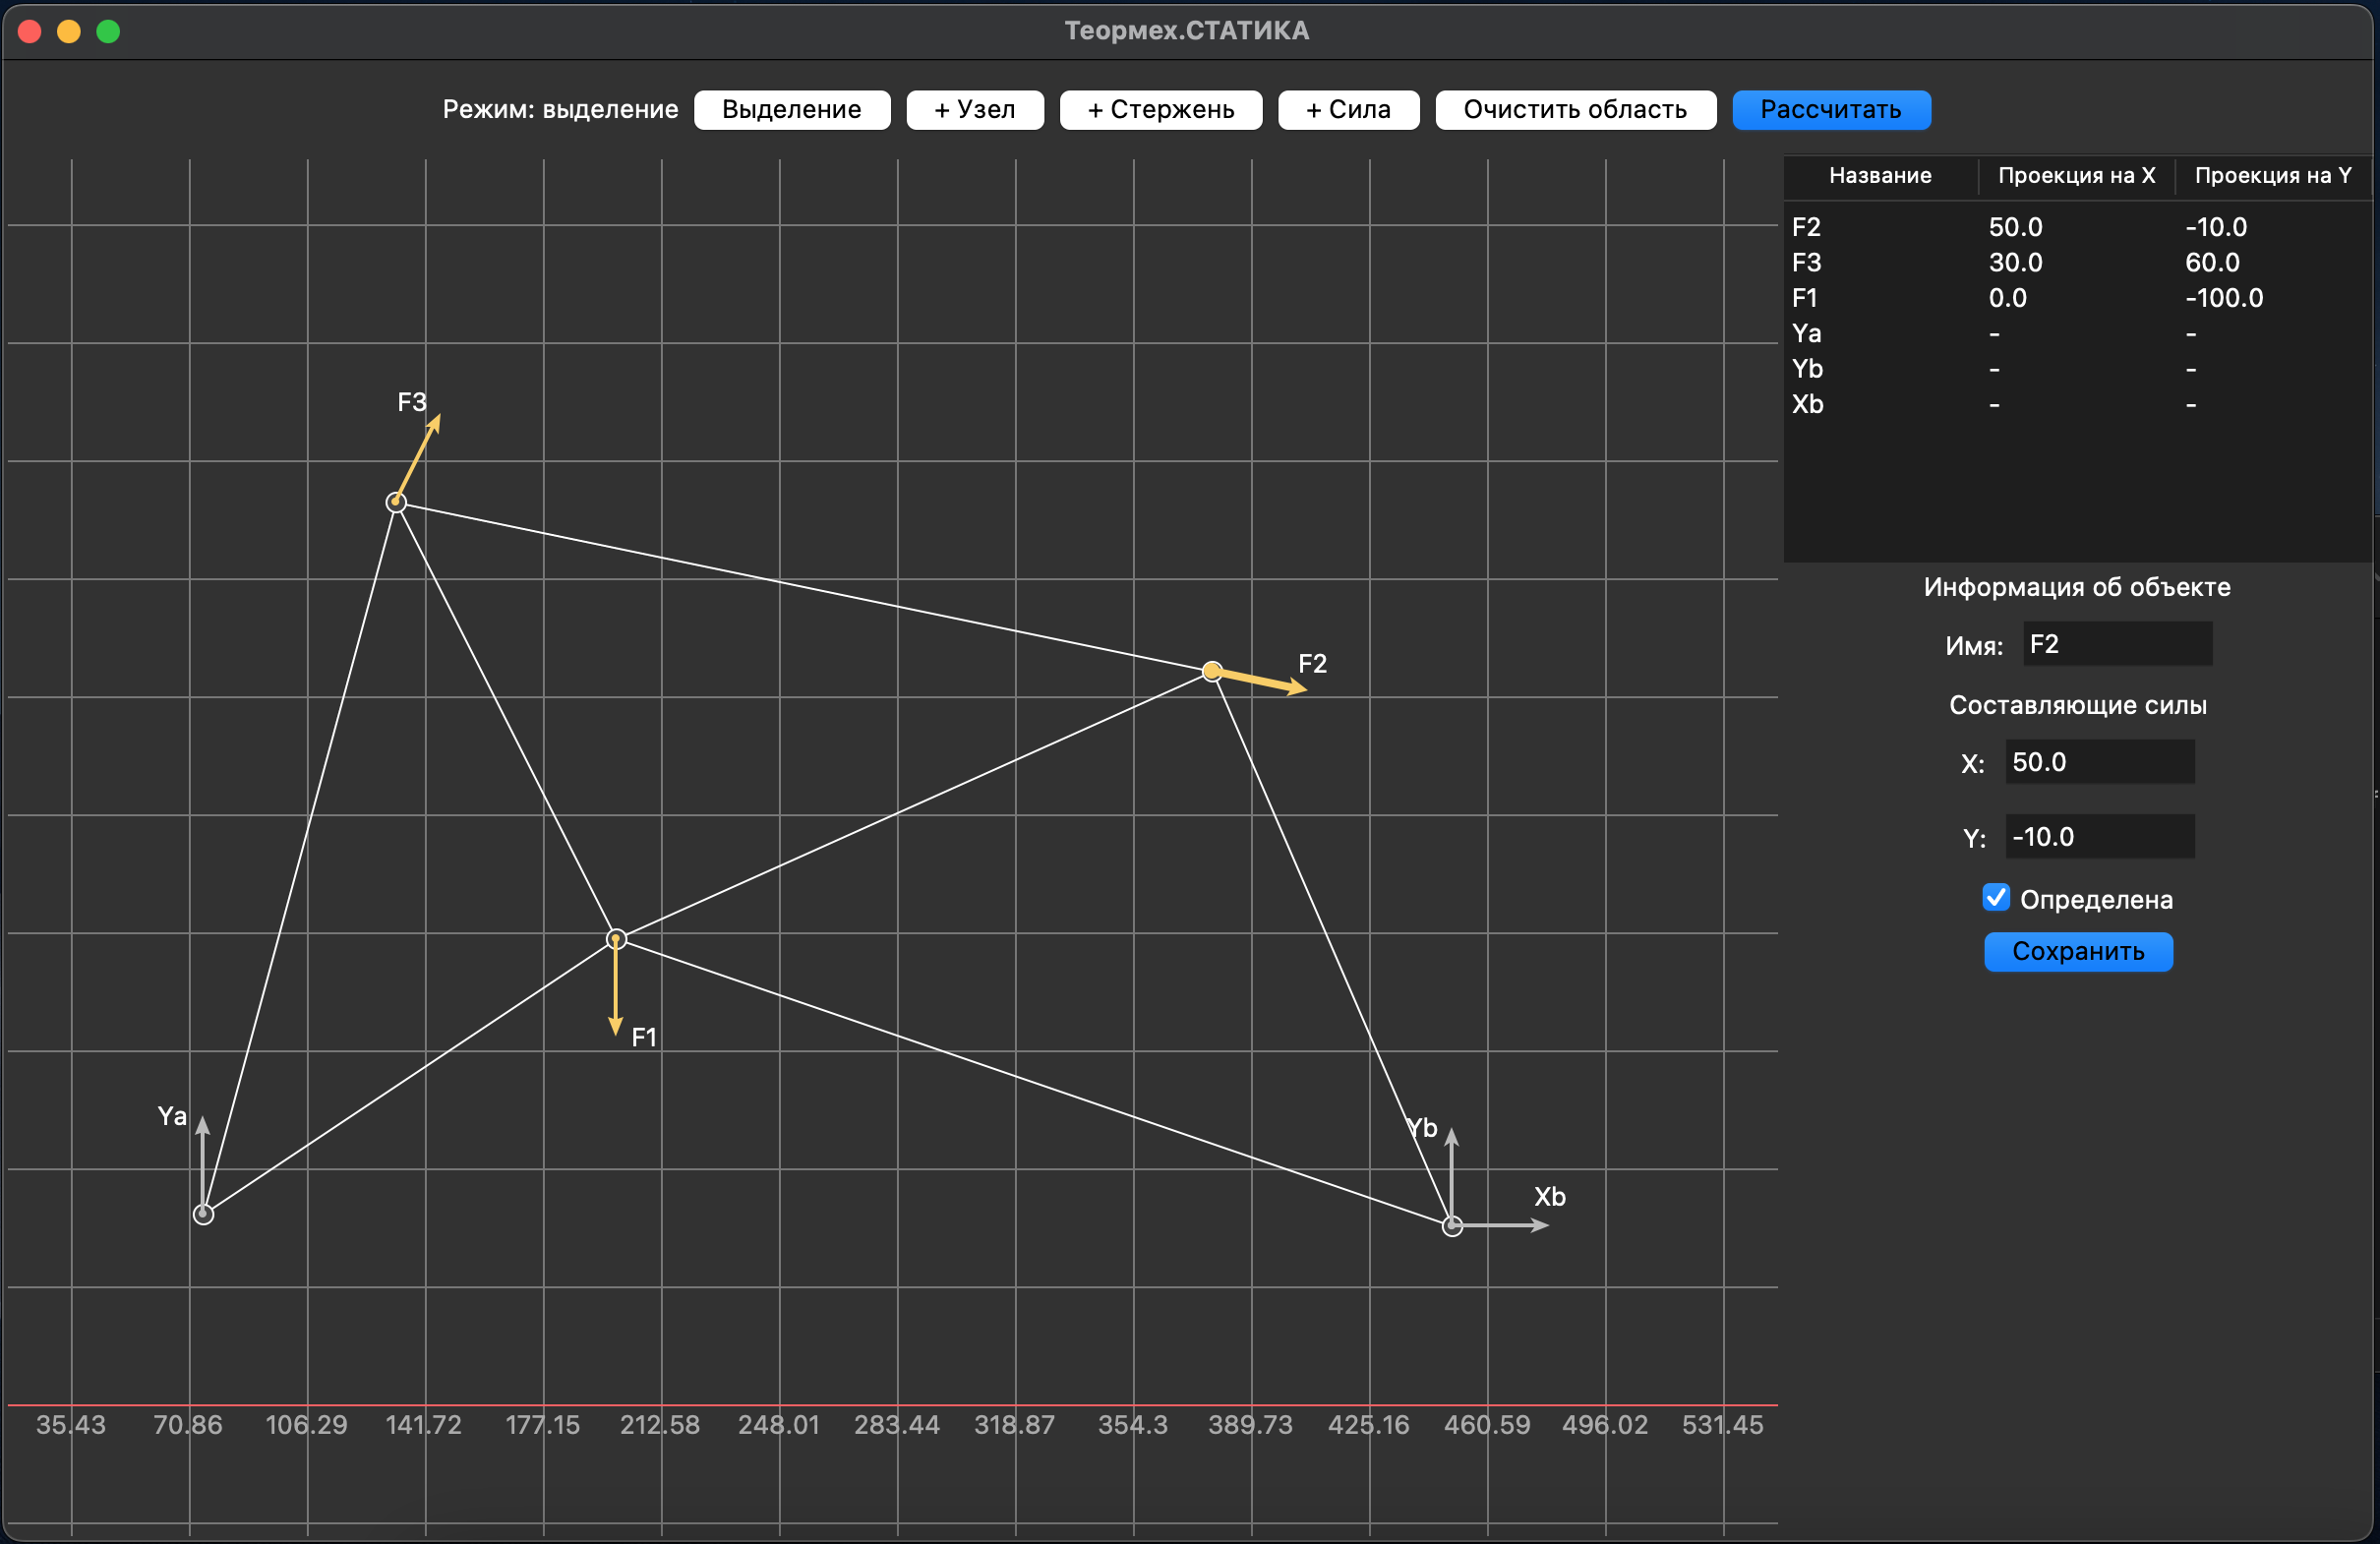 Теормех.СТАТИКА
Режим: выделение Выделение + Узел + Стержень + Сила Очистить область Рассчитать
Название Проекция на X Проекция на Y
F2 50.0 -10.0
F3 30.0 60.0
F1 0.0 -100.0
Ya - -
Yb - -
Xb - -
F3
F2
F1
Ya
Yb
Xb
35.43 70.86 106.29 141.72 177.15 212.58 248.01 283.44 318.87 354.3 389.73 425.16 460.59 496.02 531.45
Информация об объекте
Имя: F2
Составляющие силы
X: 50.0
Y: -10.0
Определена
Сохранить